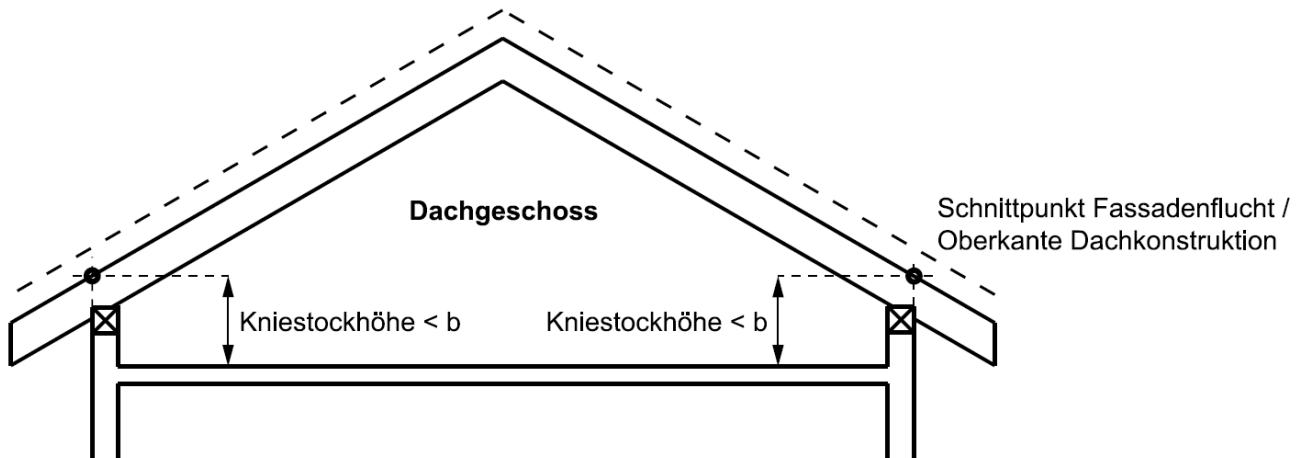 Dachgeschoss
Schnittpunkt Fassadenflucht /
Oberkante Dachkonstruktion
Kniestockhöhe < b
Kniestockhöhe < b